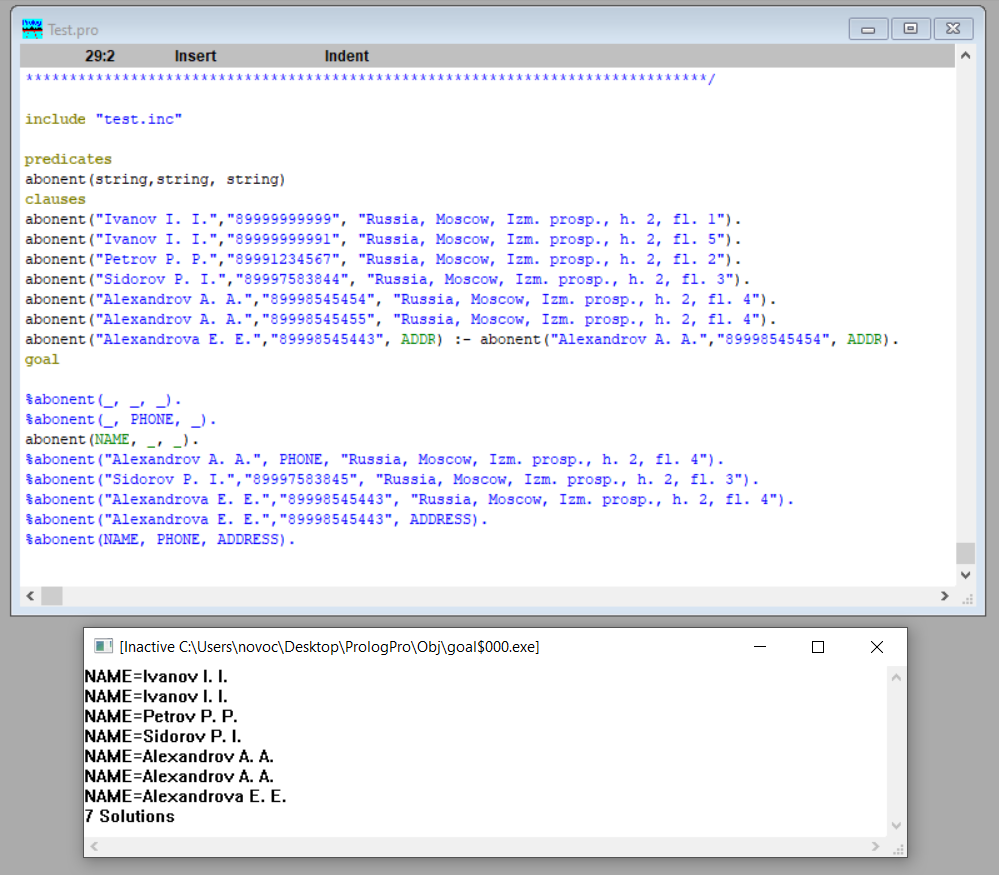 Test.pro
29:2 Insert Indent
******************************************************************************/
include "test.inc"
predicates
abonent(string,string, string)
clauses
abonent("Ivanov I. I.","89999999999", "Russia, Moscow, Izm. prosp., h. 2, fl. 1").
abonent("Ivanov I. I.","89999999991", "Russia, Moscow, Izm. prosp., h. 2, fl. 5").
abonent("Petrov P. P.","89991234567", "Russia, Moscow, Izm. prosp., h. 2, fl. 2").
abonent("Sidorov P. I.","89997583844", "Russia, Moscow, Izm. prosp., h. 2, fl. 3").
abonent("Alexandrov A. A.","89998545454", "Russia, Moscow, Izm. prosp., h. 2, fl. 4").
abonent("Alexandrov A. A.","89998545455", "Russia, Moscow, Izm. prosp., h. 2, fl. 4").
abonent("Alexandrova E. E.","89998545443", ADDR) :- abonent("Alexandrov A. A.","89998545454", ADDR).
goal
%abonent(_, _, _).
%abonent(_, PHONE, _).
abonent(NAME, _, _).
%abonent("Alexandrov A. A.", PHONE, "Russia, Moscow, Izm. prosp., h. 2, fl. 4").
%abonent("Sidorov P. I.","89997583845", "Russia, Moscow, Izm. prosp., h. 2, fl. 3").
%abonent("Alexandrova E. E.","89998545443", "Russia, Moscow, Izm. prosp., h. 2, fl. 4").
%abonent("Alexandrova E. E.","89998545443", ADDRESS).
%abonent(NAME, PHONE, ADDRESS).
[Inactive C:\Users\novoc\Desktop\PrologPro\Obj\goal$000.exe]
NAME=Ivanov I. I.
NAME=Ivanov I. I.
NAME=Petrov P. P.
NAME=Sidorov P. I.
NAME=Alexandrov A. A.
NAME=Alexandrov A. A.
NAME=Alexandrova E. E.
7 Solutions